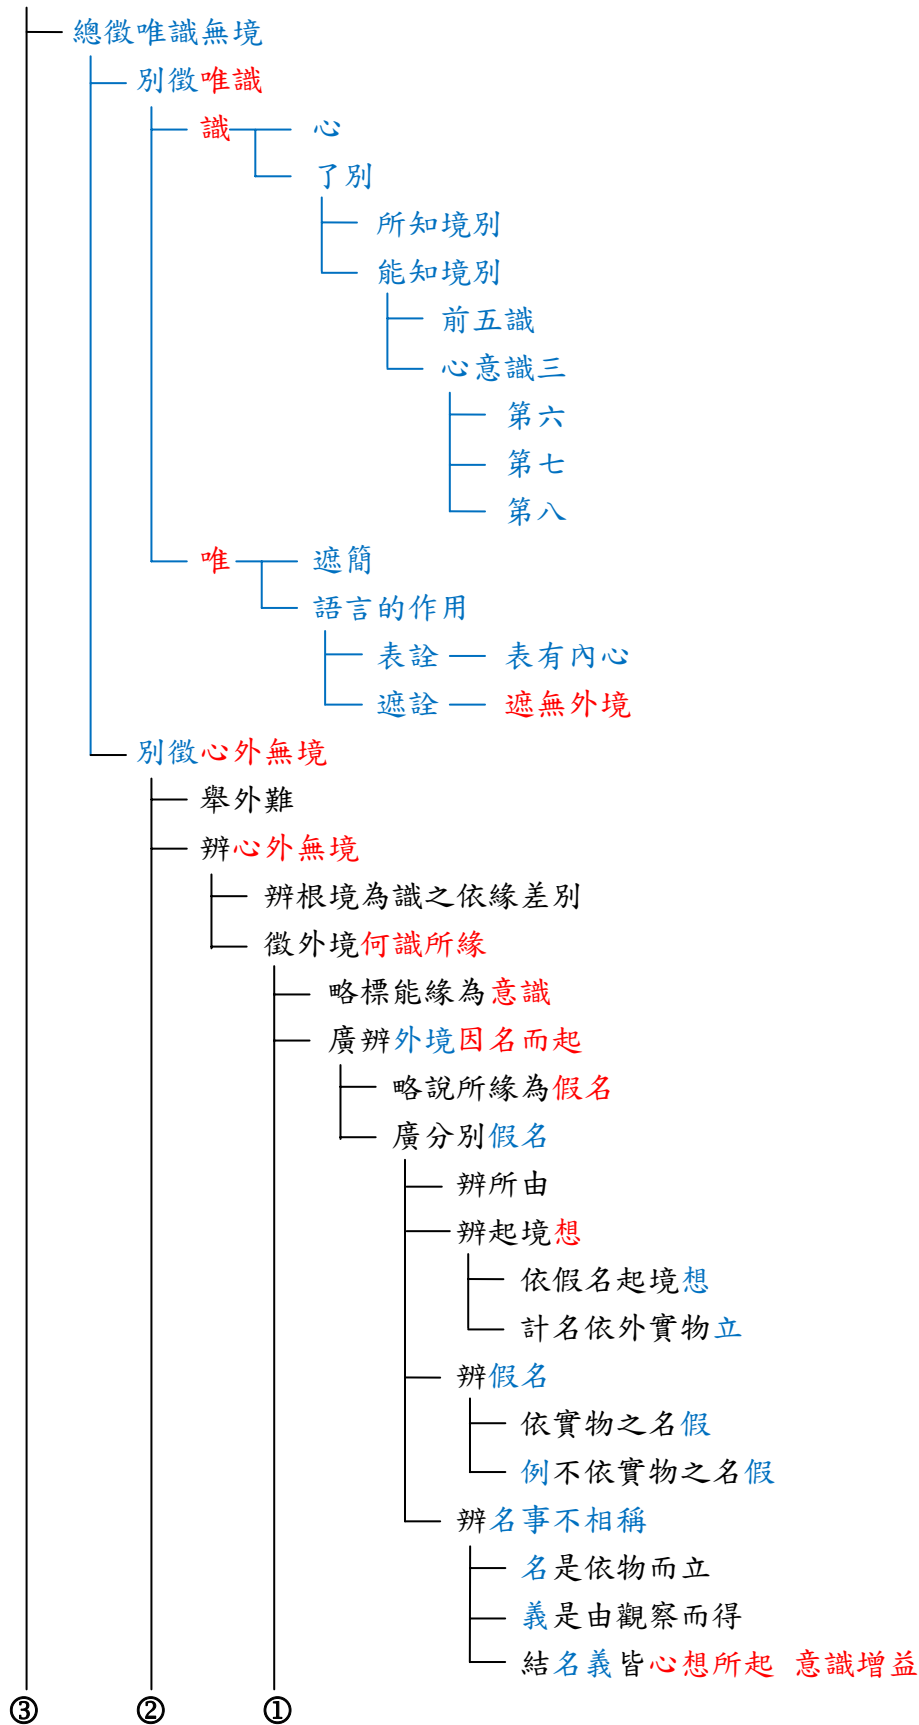 總徵唯識無境
別徵唯識
識 心
了別
所知境別
能知境別
前五識
心意識三
第六
第七
第八
唯 遮簡
語言的作用
表詮 表有內心
遮詮 遮無外境
別徵心外無境
舉外難
辨心外無境
辨根境為識之依緣差別
徵外境何識所緣
略標能緣為意識
廣辨外境因名而起
略說所緣為假名
廣分別假名
辨所由
辨起境想
依假名起境想
計名依外實物立
辨假名
依實物之名假
例不依實物之名假
辨名事不相稱
名是依物而立
義是由觀察而得
結名義皆心想所起 意識增益
③ ② ①